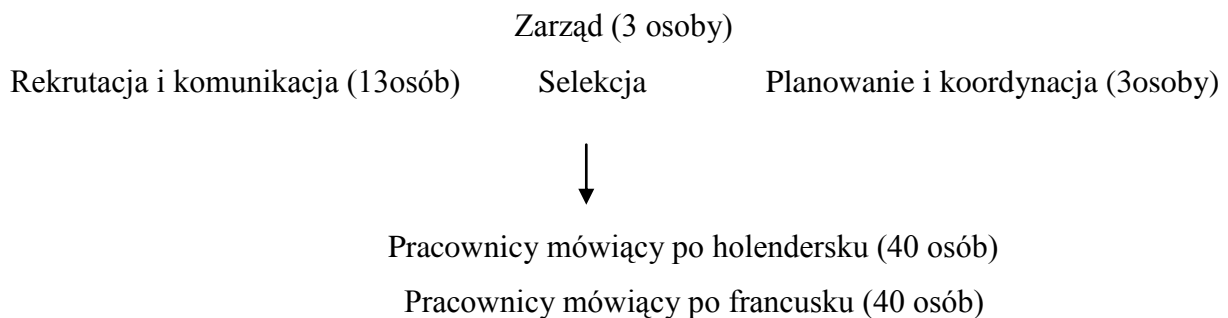 Zarząd (3 osoby)
Rekrutacja i komunikacja (13osób) Selekcja Planowanie i koordynacja (3osoby)
Pracownicy mówiący po holendersku (40 osób)
Pracownicy mówiący po francusku (40 osób)